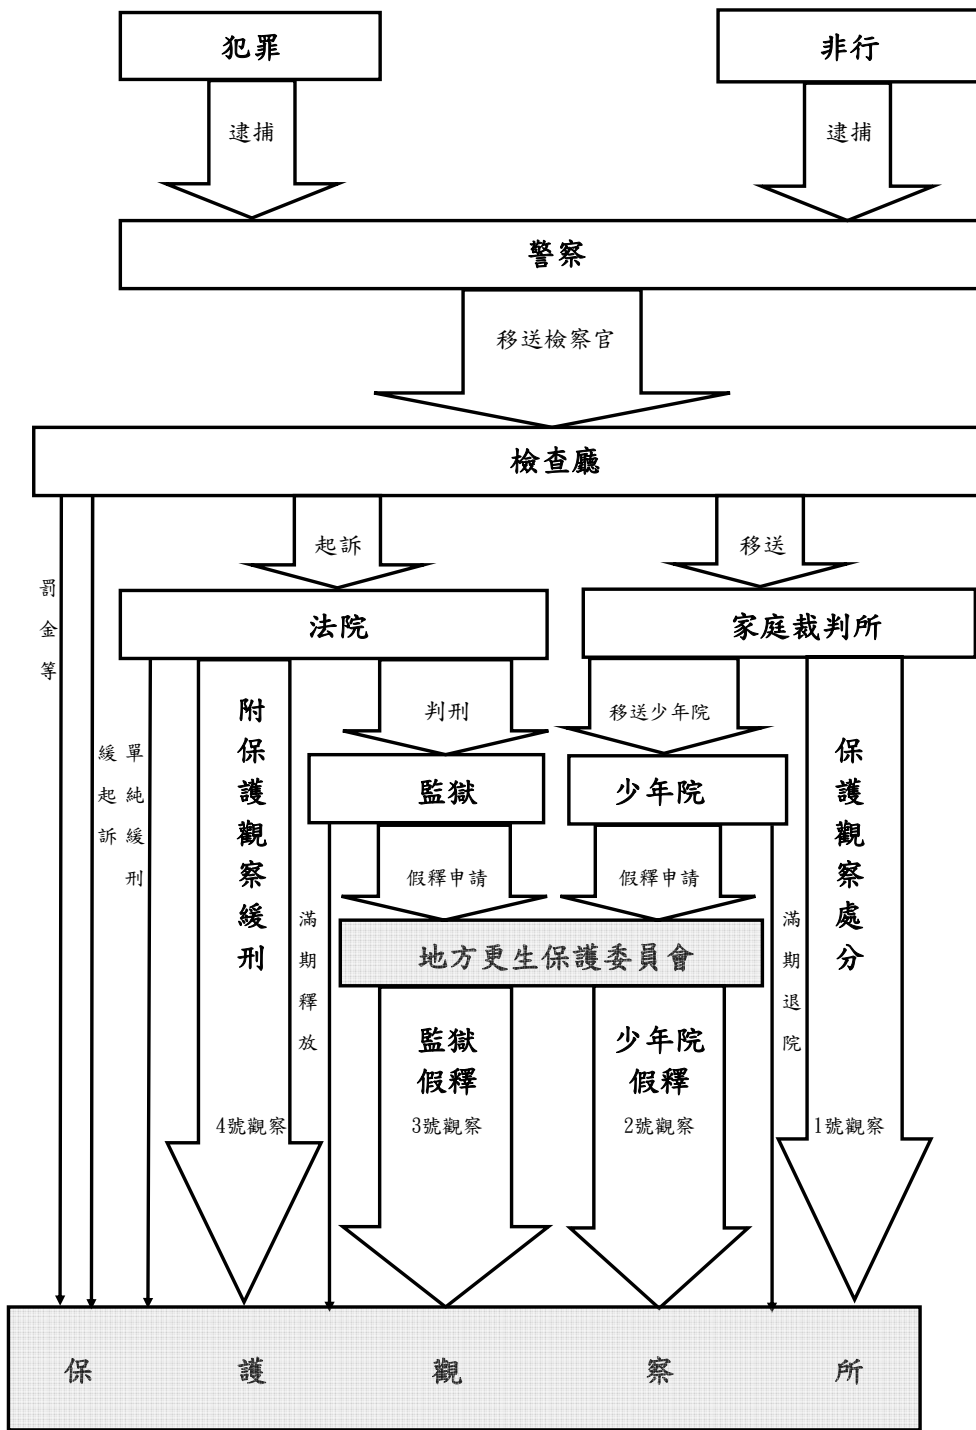 犯罪
非行
逮捕
逮捕
警察
移送檢察官
檢查廳
起訴
移送
罰金等
法院
家庭裁判所
判刑
移送少年院
緩起訴
單純緩刑
附保護觀察緩刑
監獄
少年院
保護觀察處分
假釋申請
假釋申請
滿期釋放
地方更生保護委員會
滿期退院
監獄
假釋
少年院
假釋
4號觀察
3號觀察
2號觀察
1號觀察
保護觀察所